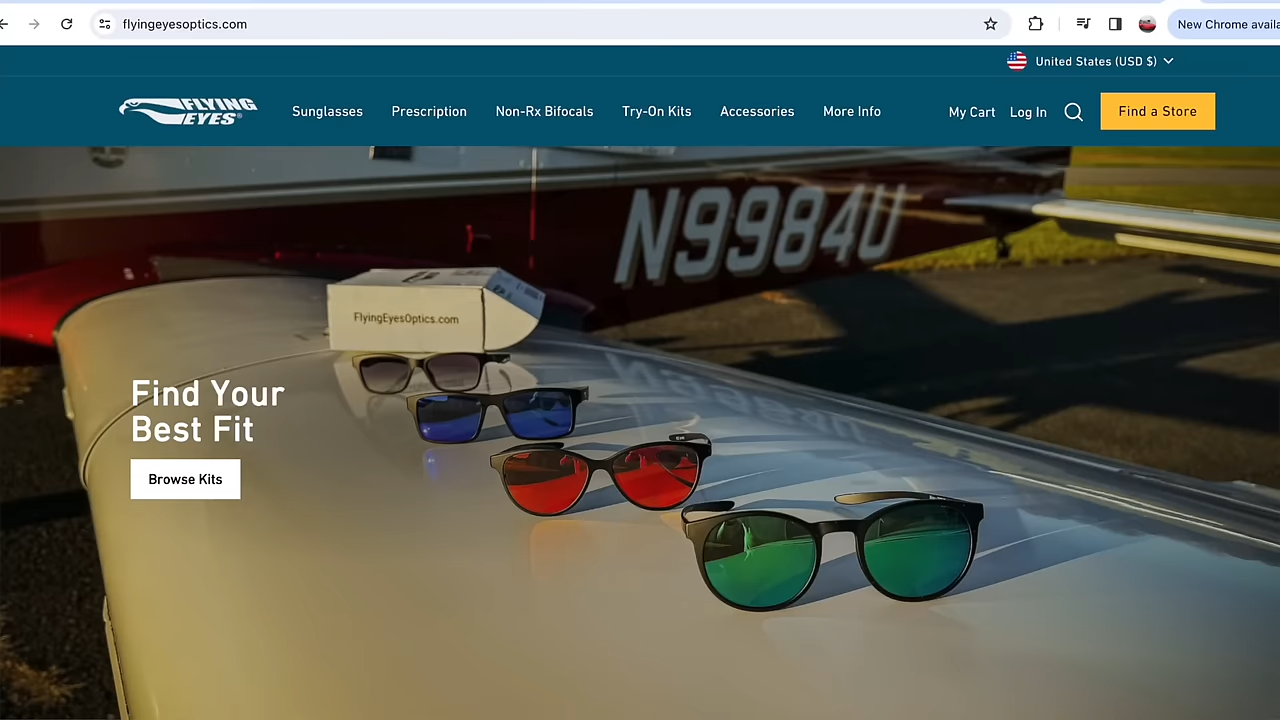 flyingeyesoptics.com
New Chrome availa
United States (USD $)
FLYING
EYES®
Sunglasses
Prescription
Non-Rx Bifocals
Try-On Kits
Accessories
More Info
My Cart
Log In
Find a Store
N9984U
FlyingEyesOptics.com
Find Your
Best Fit
Browse Kits